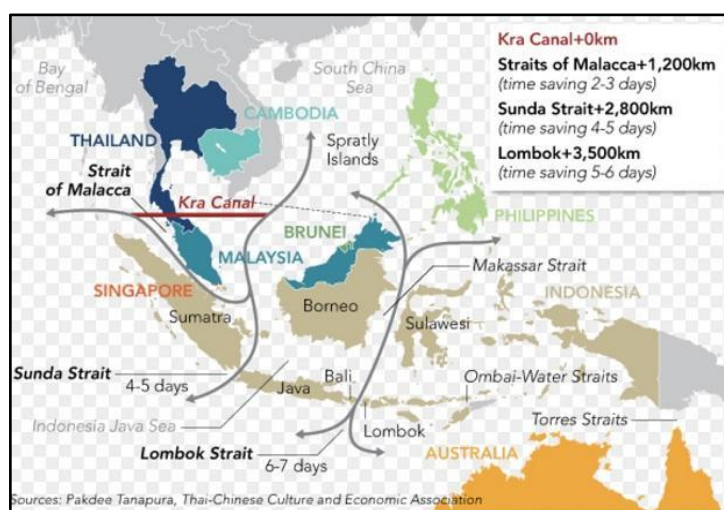 Kra Canal+0km
Straits of Malacca+1,200km
(time saving 2-3 days)
Sunda Strait+2,800km
(time saving 4-5 days)
Lombok+3,500km
(time saving 5-6 days)
Bay
of Bengal
South China
Sea
THAILAND
CAMBODIA
Spratly
Islands
Strait
of Malacca
Kra Canal
PHILIPPINES
BRUNEI
MALAYSIA
Makassar Strait
SINGAPORE
INDONESIA
Borneo
Sumatra
Sulawesi
Sunda Strait
4-5 days
Bali
Java
Ombai-Water Straits
Indonesia Java Sea
Lombok
Torres Straits
Lombok Strait
6-7 days
AUSTRALIA
Sources: Pakdee Tanapura, Thai-Chinese Culture and Economic Association